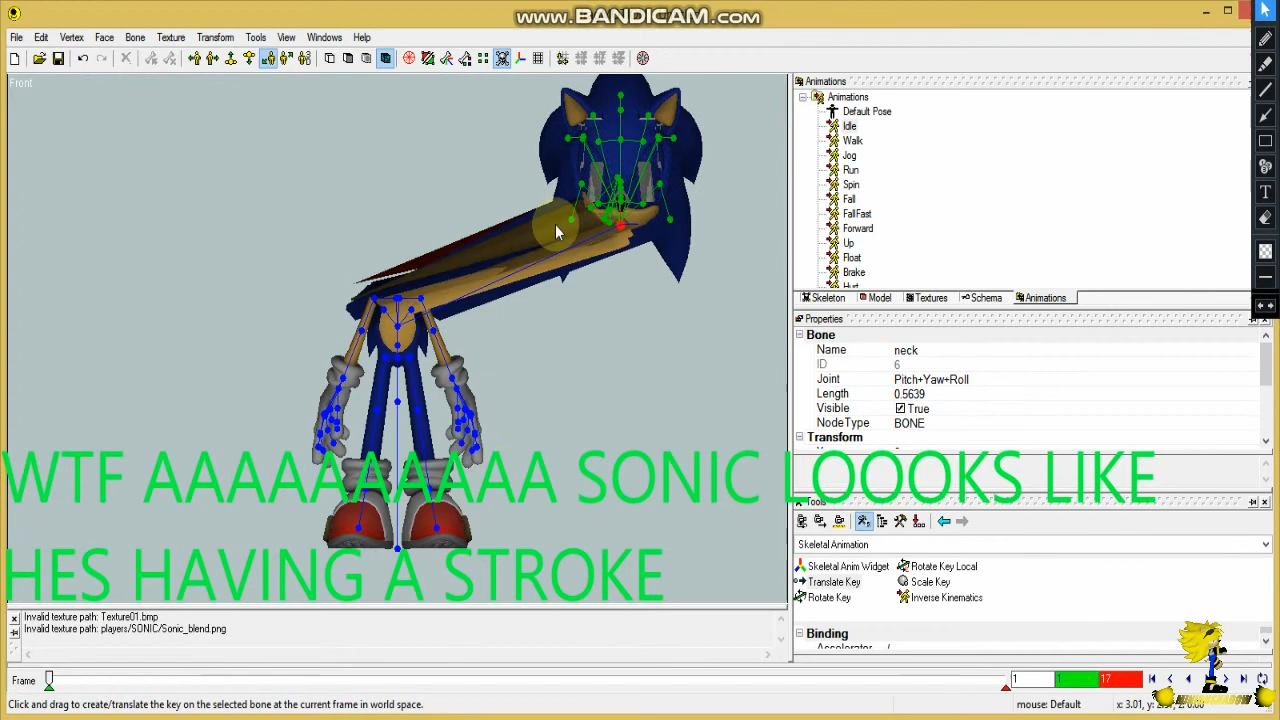 www.BANDICAM.com
File Edit Vertex Face Bone Texture Transform Tools View Windows Help
Front
Animations
Animations
Default Pose
Idle
Walk
Jog
Run
Spin
Fall
FallFast
Forward
Up
Float
Brake
Skeleton Model Textures Schema Animations
Properties
Bone
Name neck
ID 6
Joint Pitch+Yaw+Roll
Length 0.5639
Visible True
NodeType BONE
Transform
WTF AAAAAAAAAA SONIC LOOOKS LIKE
HES HAVING A STROKE
Tools
Skeletal Animation
Skeletal Anim Widget Rotate Key Local
Translate Key Scale Key
Rotate Key Inverse Kinematics
Binding
Invalid texture path: Texture01.bmp
Invalid texture path: players/SONIC/Sonic_blend.png
Frame 1 1 17
Click and drag to create/translate the key on the selected bone at the current frame in world space. mouse: Default